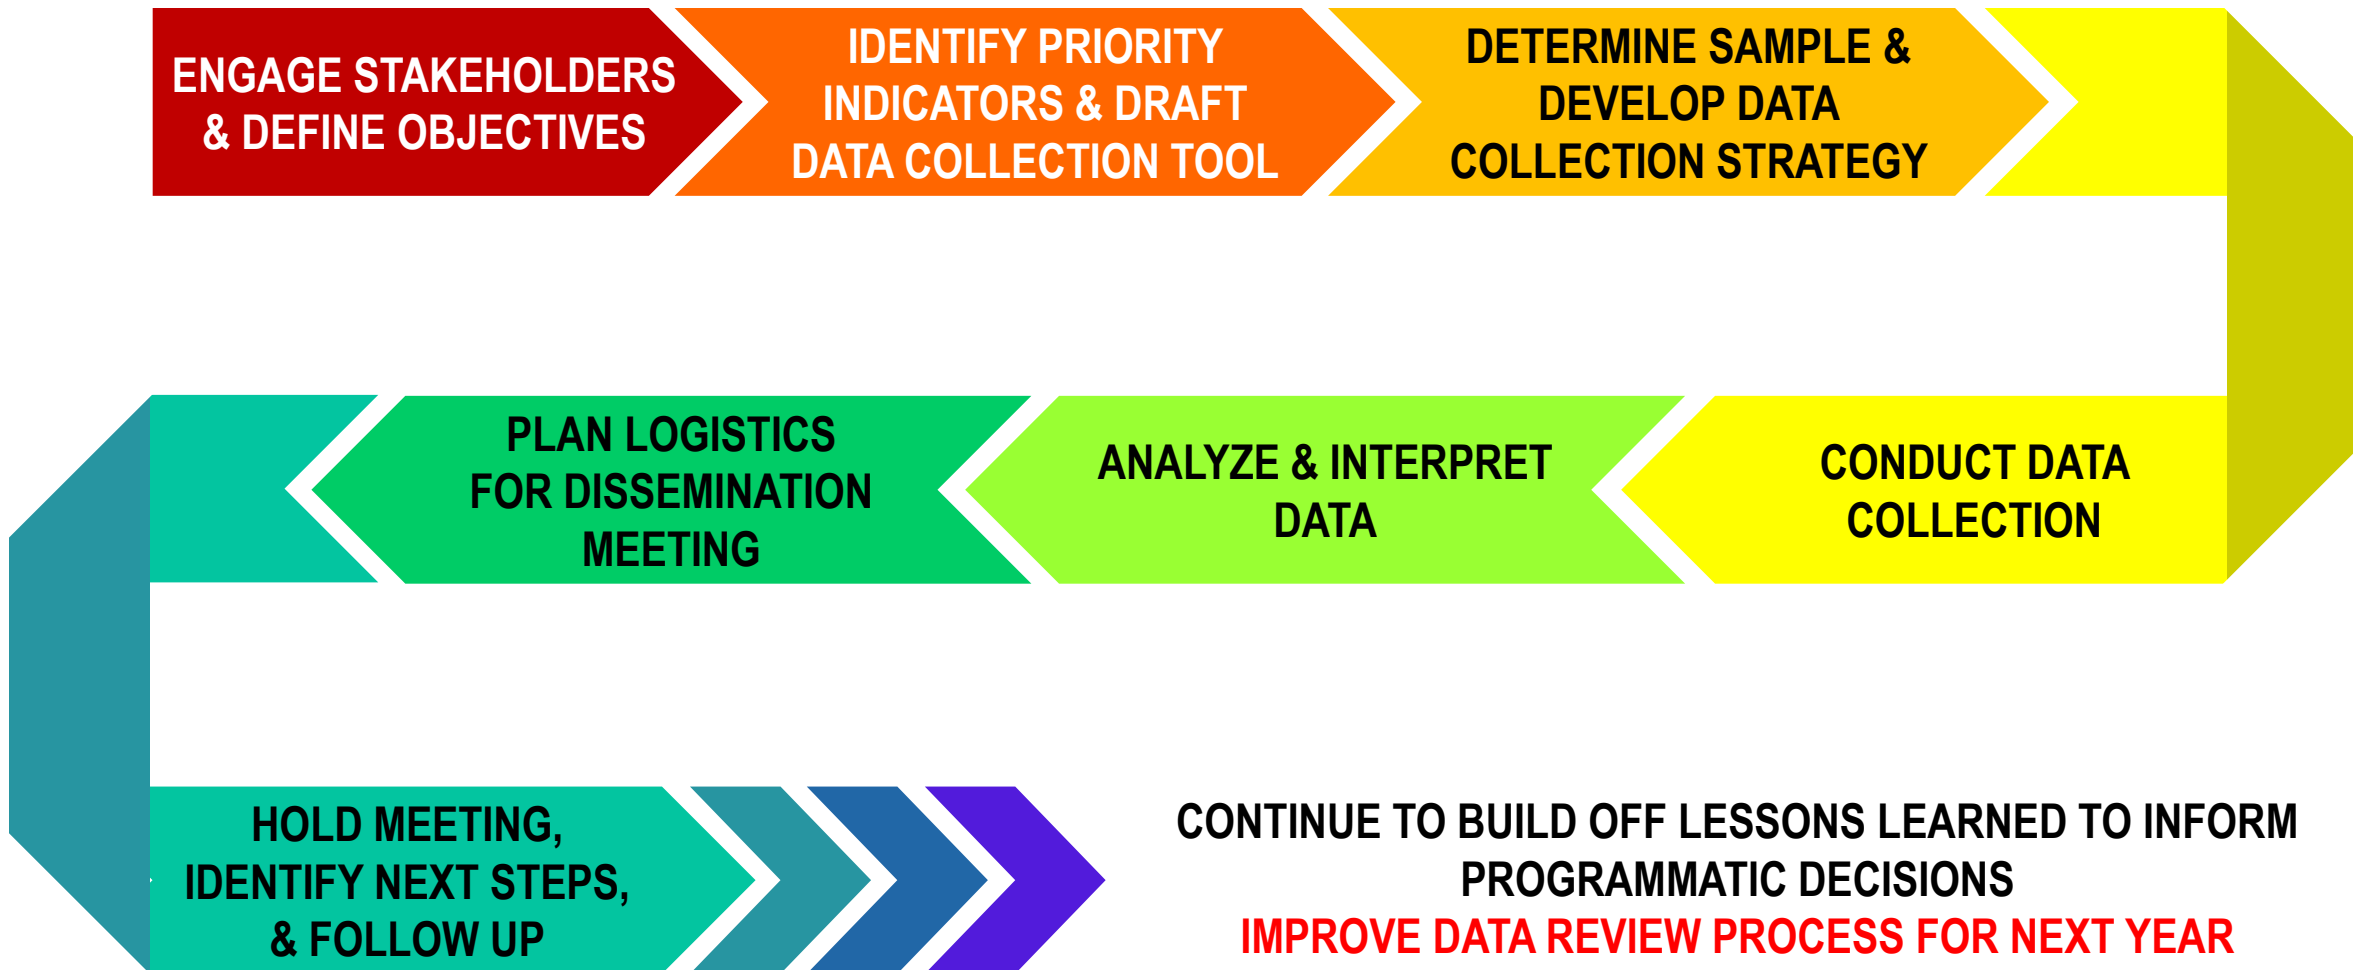 ENGAGE STAKEHOLDERS
& DEFINE OBJECTIVES
IDENTIFY PRIORITY
INDICATORS & DRAFT
DATA COLLECTION TOOL
DETERMINE SAMPLE &
DEVELOP DATA
COLLECTION STRATEGY
CONDUCT DATA
COLLECTION
ANALYZE & INTERPRET
DATA
PLAN LOGISTICS
FOR DISSEMINATION
MEETING
HOLD MEETING,
IDENTIFY NEXT STEPS,
& FOLLOW UP
CONTINUE TO BUILD OFF LESSONS LEARNED TO INFORM
PROGRAMMATIC DECISIONS
IMPROVE DATA REVIEW PROCESS FOR NEXT YEAR